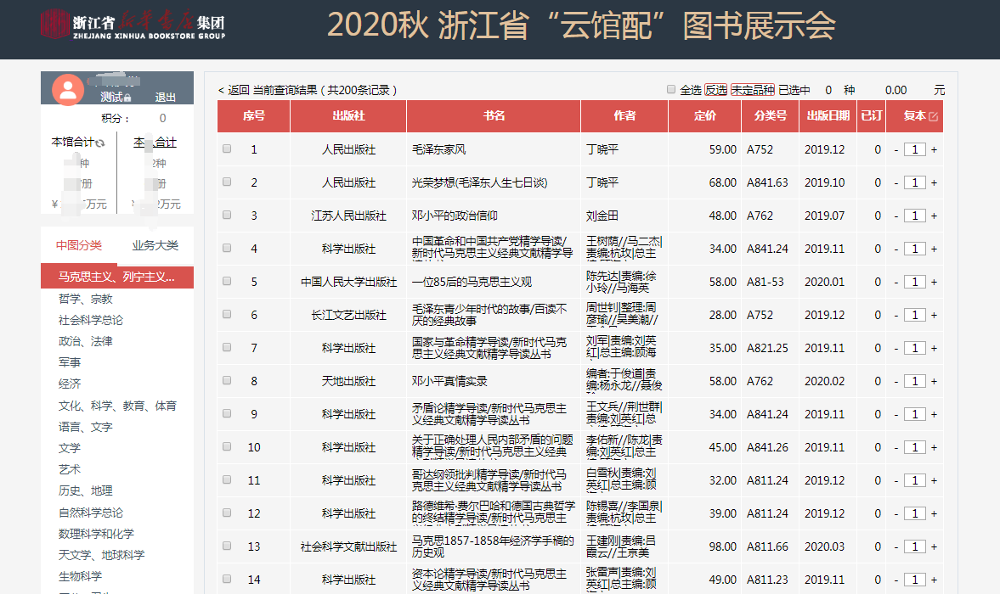 浙江省新华书店集团
ZHEJIANG XINHUA BOOKSTORE GROUP
2020秋 浙江省“云馆配”图书展示会
测试
退出
积分：
0
本馆合计
合计
种
2种
册
册
¥ 万元
¥ 2万元
中图分类
业务大类
马克思主义、列宁主义...
哲学、宗教
社会科学总论
政治、法律
军事
经济
文化、科学、教育、体育
语言、文字
文学
艺术
历史、地理
自然科学总论
数理科学和化学
天文学、地球科学
生物科学
< 返回 当前查询结果（共200条记录） 全选 反选 未定品种 已选中 0 种 0.00 元
序号 出版社 书名 作者 定价 分类号 出版日期 已订 复本
1 人民出版社 毛泽东家风 丁晓平 59.00 A752 2019.12 0 - 1 +
2 人民出版社 光荣梦想(毛泽东人生七日谈) 丁晓平 68.00 A841.63 2019.10 0 - 1 +
3 江苏人民出版社 邓小平的政治信仰 刘金田 48.00 A762 2019.07 0 - 1 +
4 科学出版社 中国革命和中国共产党精学导读/
新时代马克思主义经典文献精学导
王树荫//马二杰|
责编:杭玫|总主
34.00 A841.24 2019.11 0 - 1 +
5 中国人民大学出版社 一位85后的马克思主义观
陈先达|责编:徐
小玲//马海英
58.00 A81-53 2020.01 0 - 1 +
6 长江文艺出版社 毛泽东青少年时代的故事/百读不
厌的经典故事
周世钊|整理:周
彦瑜//吴美潮//
28.00 A752 2019.12 0 - 1 +
7 科学出版社 国家与革命精学导读/新时代马克
思主义经典文献精学导读丛书
刘军|责编:刘英
红|总主编:顾海
35.00 A821.25 2019.11 0 - 1 +
8 天地出版社 邓小平真情实录
编者:于俊道|责
编:杨永龙//聂俊
58.00 A762 2020.02 0 - 1 +
9 科学出版社 矛盾论精学导读/新时代马克思主
义经典文献精学导读丛书
王文兵//荆世群|
责编:刘英红|总
34.00 A841.24 2019.11 0 - 1 +
10 科学出版社 关于正确处理人民内部矛盾的问题
精学导读/新时代马克思主义经典
李佑新//陈龙|责
编:刘英红|总主
45.00 A841.26 2019.11 0 - 1 +
11 科学出版社 哥达纲领批判精学导读/新时代马
克思主义经典文献精学导读丛书
白雪秋|责编:刘
英红|总主编:顾
32.00 A811.24 2019.12 0 - 1 +
12 科学出版社 路德维希·费尔巴哈和德国古典哲学
的终结精学导读/新时代马克思主
陈锡喜//李国泉|
责编:杭玫|总主
39.00 A811.24 2019.12 0 - 1 +
13 社会科学文献出版社 马克思1857-1858年经济学手稿的
历史观
王建刚|责编:吕
霞云//王京美
98.00 A811.66 2020.03 0 - 1 +
14 科学出版社 资本论精学导读/新时代马克思主
义经典文献精学导读丛书
张雷声|责编:刘
英红|总主编:顾
49.00 A811.23 2019.11 0 - 1 +